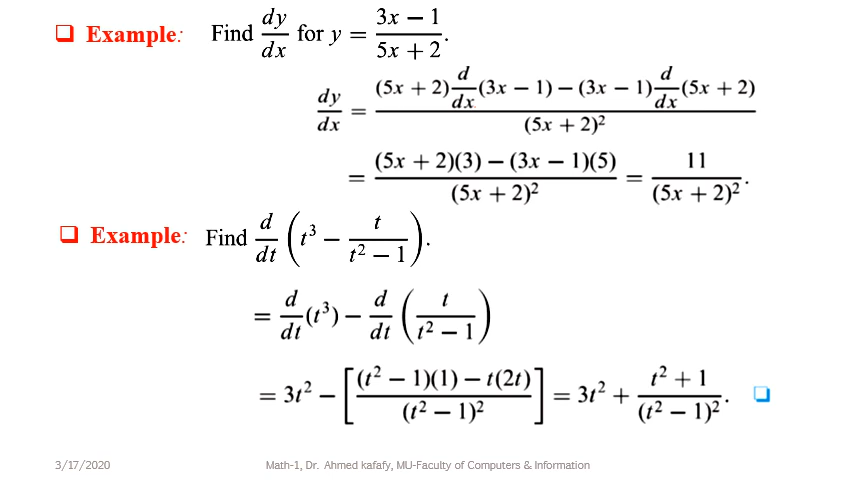 ❑ Example: Find dy/dx for y = (3x − 1)/(5x + 2).
dy/dx = ((5x + 2) d/dx (3x − 1) − (3x − 1) d/dx (5x + 2))/(5x + 2)²
= ((5x + 2)(3) − (3x − 1)(5))/(5x + 2)² = 11/(5x + 2)².
❑ Example: Find d/dt (t³ − t/(t² − 1)).
= d/dt (t³) − d/dt (t/(t² − 1))
= 3t² − [((t² − 1)(1) − t(2t))/(t² − 1)²] = 3t² + (t² + 1)/(t² − 1)². ❑
3/17/2020 Math-1, Dr. Ahmed kafafy, MU-Faculty of Computers & Information